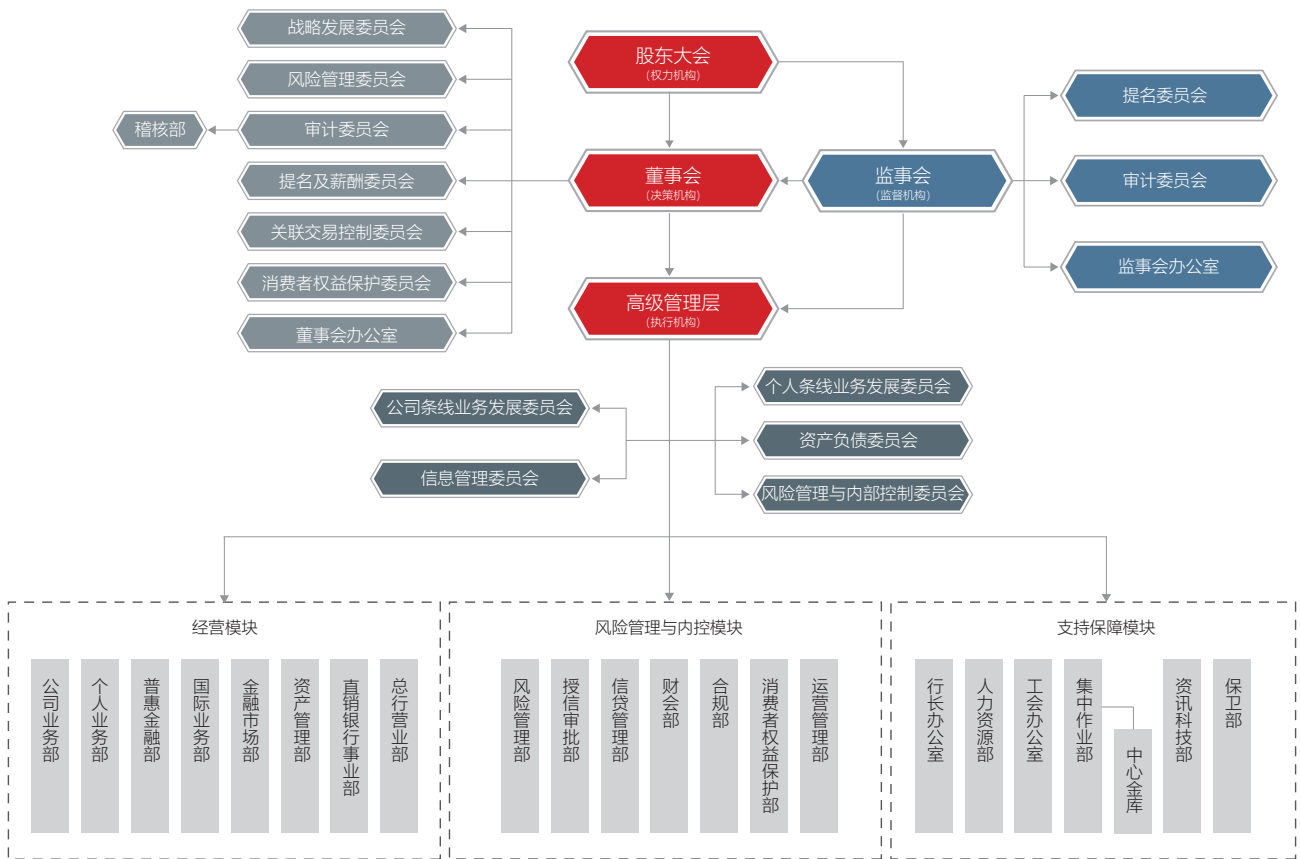 战略发展委员会
风险管理委员会
稽核部
审计委员会
提名及薪酬委员会
关联交易控制委员会
消费者权益保护委员会
董事会办公室
股东大会
(权力机构)
董事会
(决策机构)
监事会
(监督机构)
高级管理层
(执行机构)
提名委员会
审计委员会
监事会办公室
公司条线业务发展委员会
信息管理委员会
个人条线业务发展委员会
资产负债委员会
风险管理与内部控制委员会
经营模块
公司业务部
个人业务部
普惠金融部
国际业务部
金融市场部
资产管理部
直销银行事业部
总行营业部
风险管理与内控模块
风险管理部
授信审批部
信贷管理部
财会部
合规部
消费者权益保护部
运营管理部
支持保障模块
行长办公室
人力资源部
工会办公室
集中作业部
中心金库
资讯科技部
保卫部